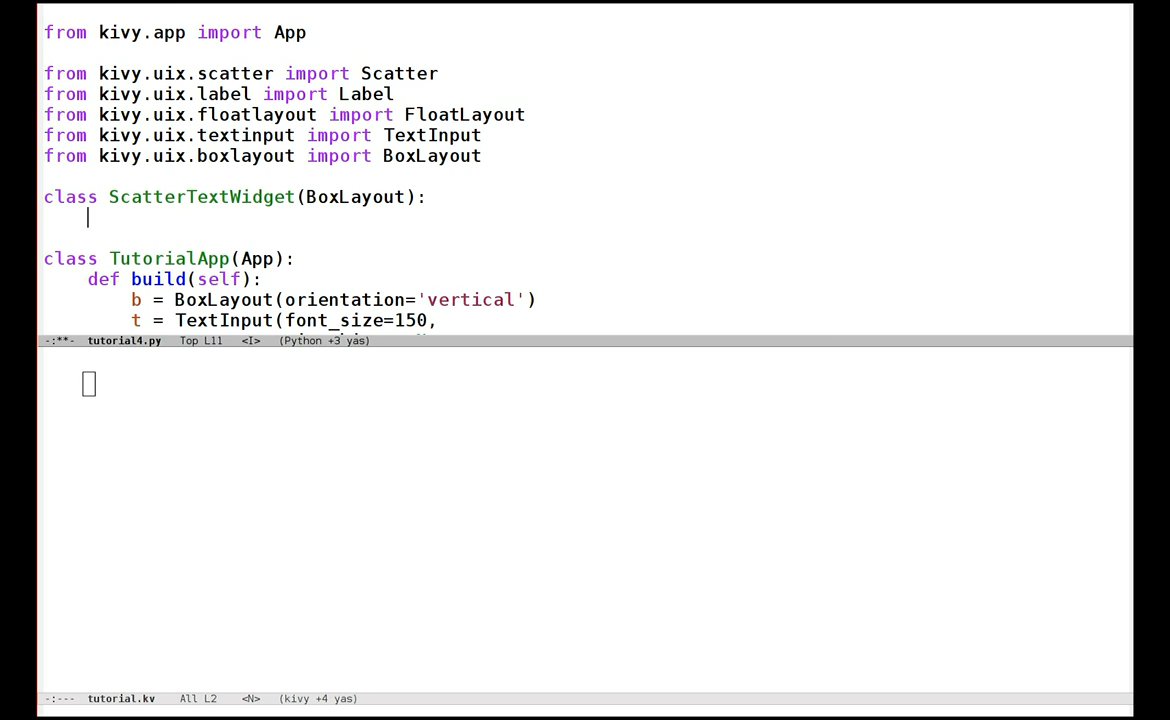 from kivy.app import App
from kivy.uix.scatter import Scatter
from kivy.uix.label import Label
from kivy.uix.floatlayout import FloatLayout
from kivy.uix.textinput import TextInput
from kivy.uix.boxlayout import BoxLayout
class ScatterTextWidget(BoxLayout):
class TutorialApp(App):
    def build(self):
        b = BoxLayout(orientation='vertical')
        t = TextInput(font_size=150,
-:**-  tutorial4.py   Top L11   <I>   (Python +3 yas)
-:---  tutorial.kv   All L2   <N>   (kivy +4 yas)